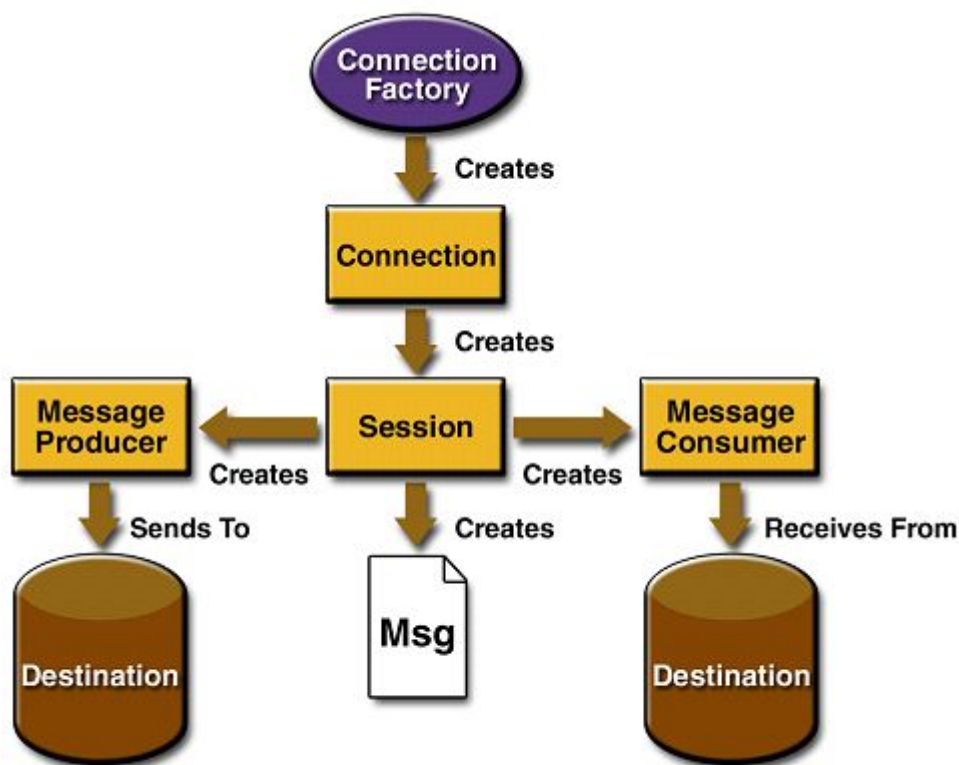 Connection
Factory
Creates
Connection
Creates
Message
Producer
Session
Message
Consumer
Creates
Creates
Sends To
Creates
Receives From
Msg
Destination
Destination